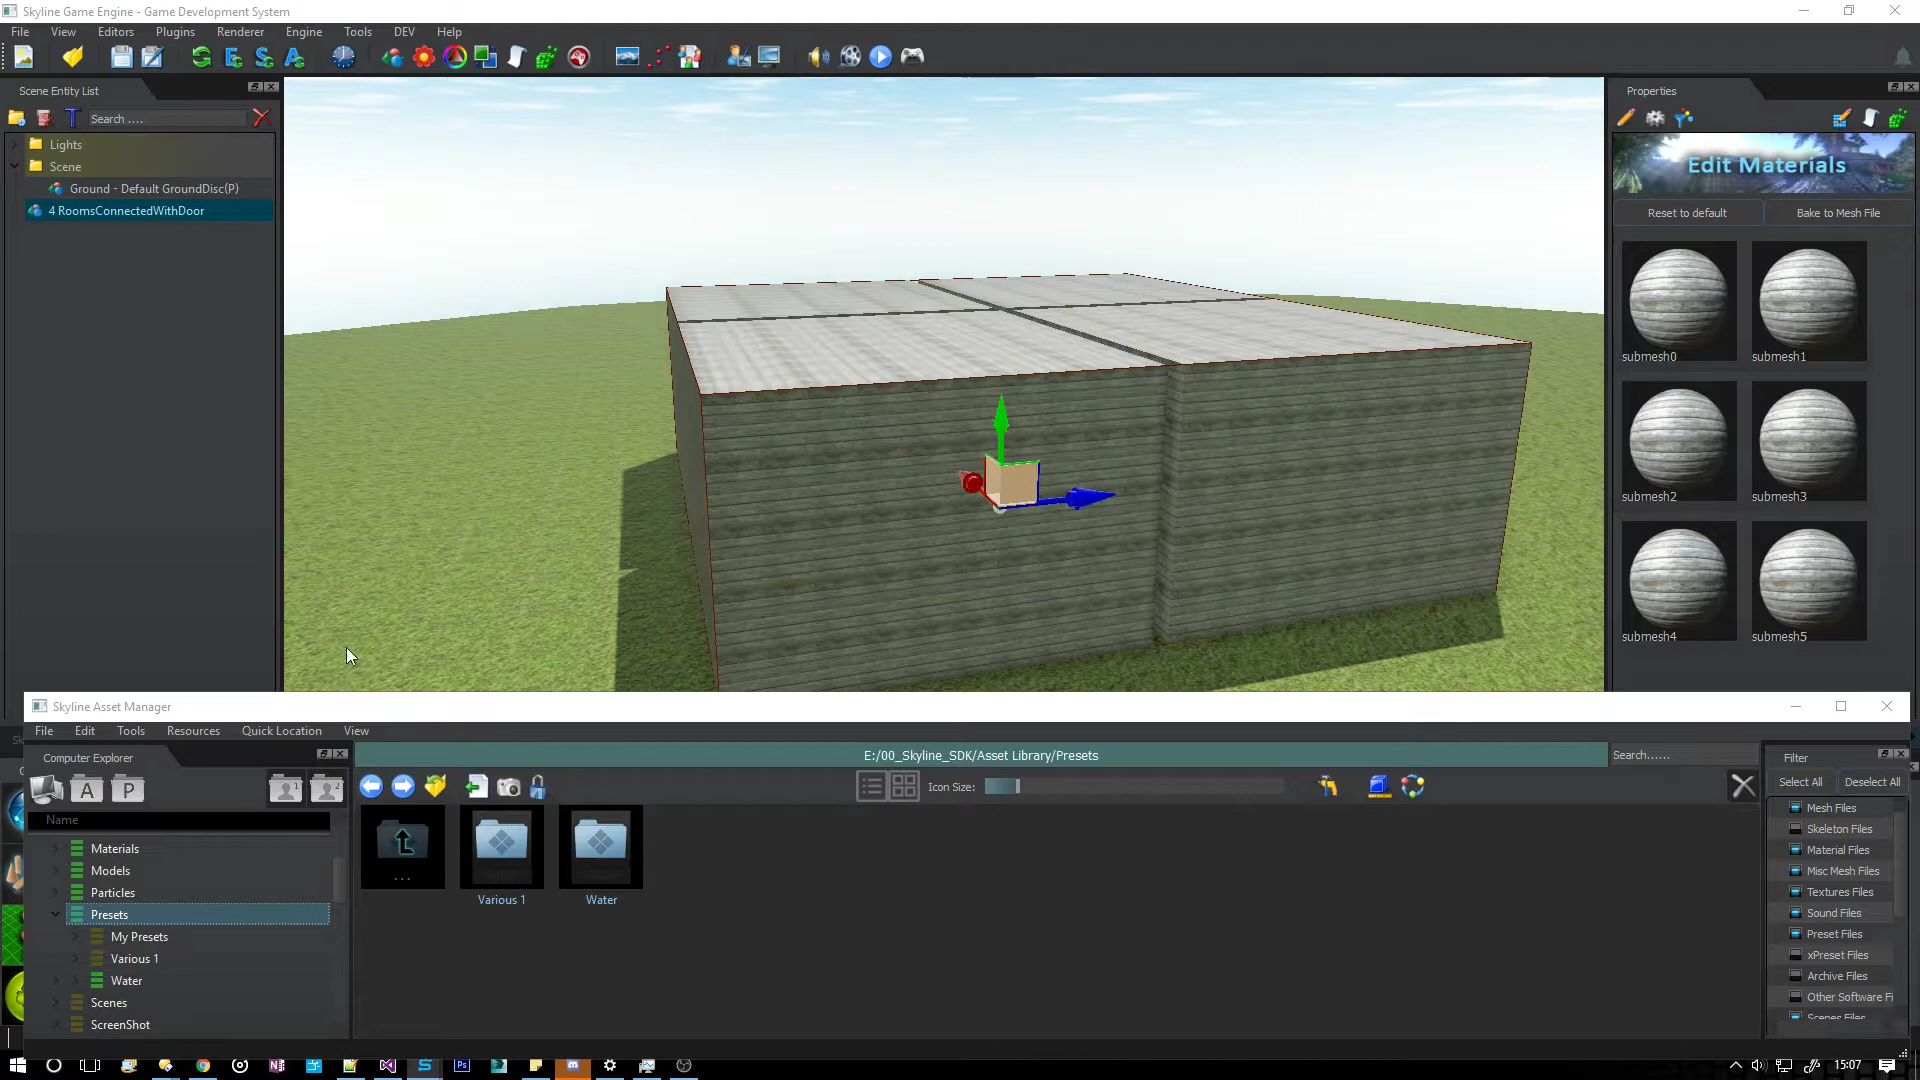 Skyline Game Engine - Game Development System
File View Editors Plugins Renderer Engine Tools DEV Help
Scene Entity List
Search ....
Lights
Scene
Ground - Default GroundDisc(P)
4 RoomsConnectedWithDoor
Properties
Edit Materials
Reset to default Bake to Mesh File
submesh0 submesh1
submesh2 submesh3
submesh4 submesh5
Skyline Asset Manager
File Edit Tools Resources Quick Location View
Computer Explorer
A P
Name
Materials
Models
Particles
Presets
My Presets
Various 1
Water
Scenes
ScreenShot
E:/00_Skyline_SDK/Asset Library/Presets
Search......
Icon Size:
...
Various 1
Water
Filter
Select All Deselect All
Mesh Files
Skeleton Files
Material Files
Misc Mesh Files
Textures Files
Sound Files
Preset Files
xPreset Files
Archive Files
Other Software Fi
Scenes Files
15:07